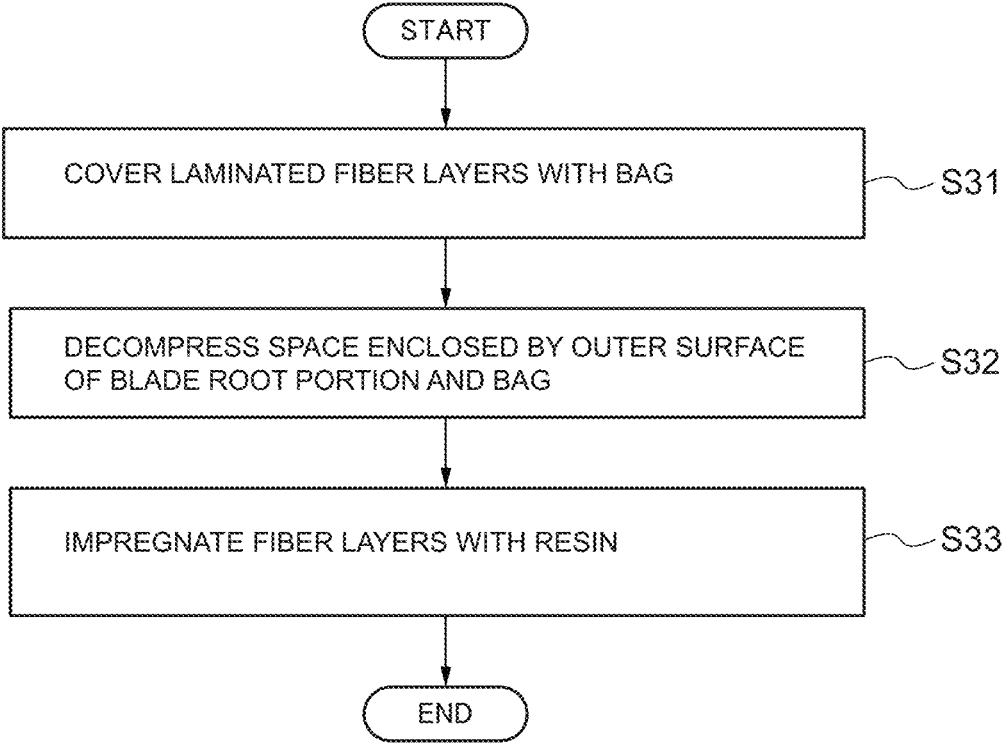 START
COVER LAMINATED FIBER LAYERS WITH BAG
S31
DECOMPRESS SPACE ENCLOSED BY OUTER SURFACE
OF BLADE ROOT PORTION AND BAG
S32
IMPREGNATE FIBER LAYERS WITH RESIN
S33
END